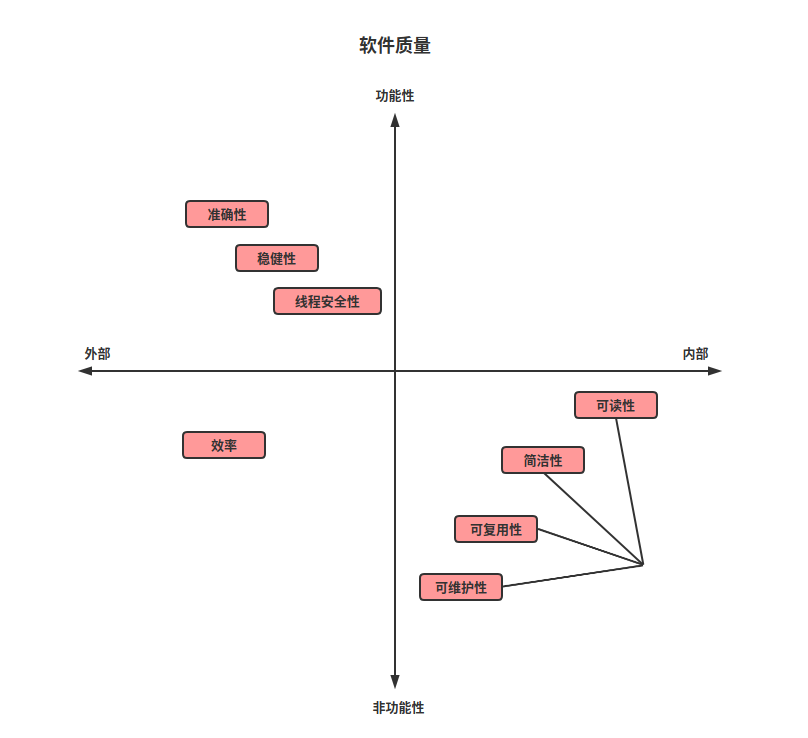 软件质量
功能性
准确性
稳健性
线程安全性
外部
内部
可读性
效率
简洁性
可复用性
可维护性
非功能性